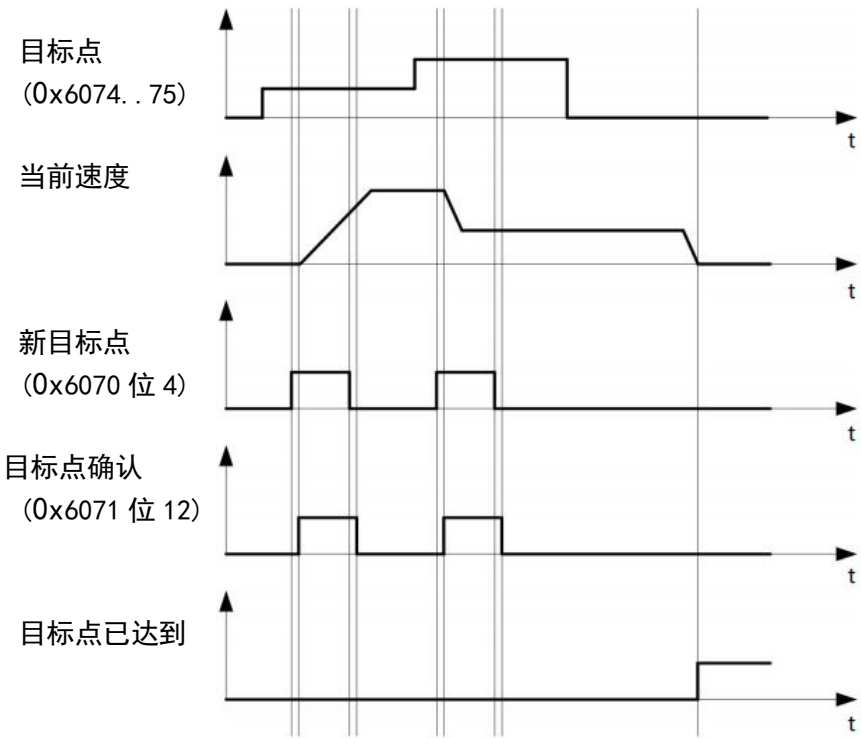 目标点
(0x6074..75)
t
当前速度
t
新目标点
(0x6070 位 4)
t
目标点确认
(0x6071 位 12)
t
目标点已达到
t